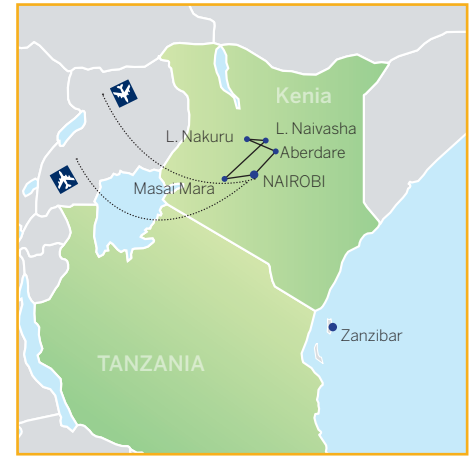 Kenia
L. Naivasha
L. Nakuru
Aberdare
Masai Mara
NAIROBI
Zanzibar
TANZANIA